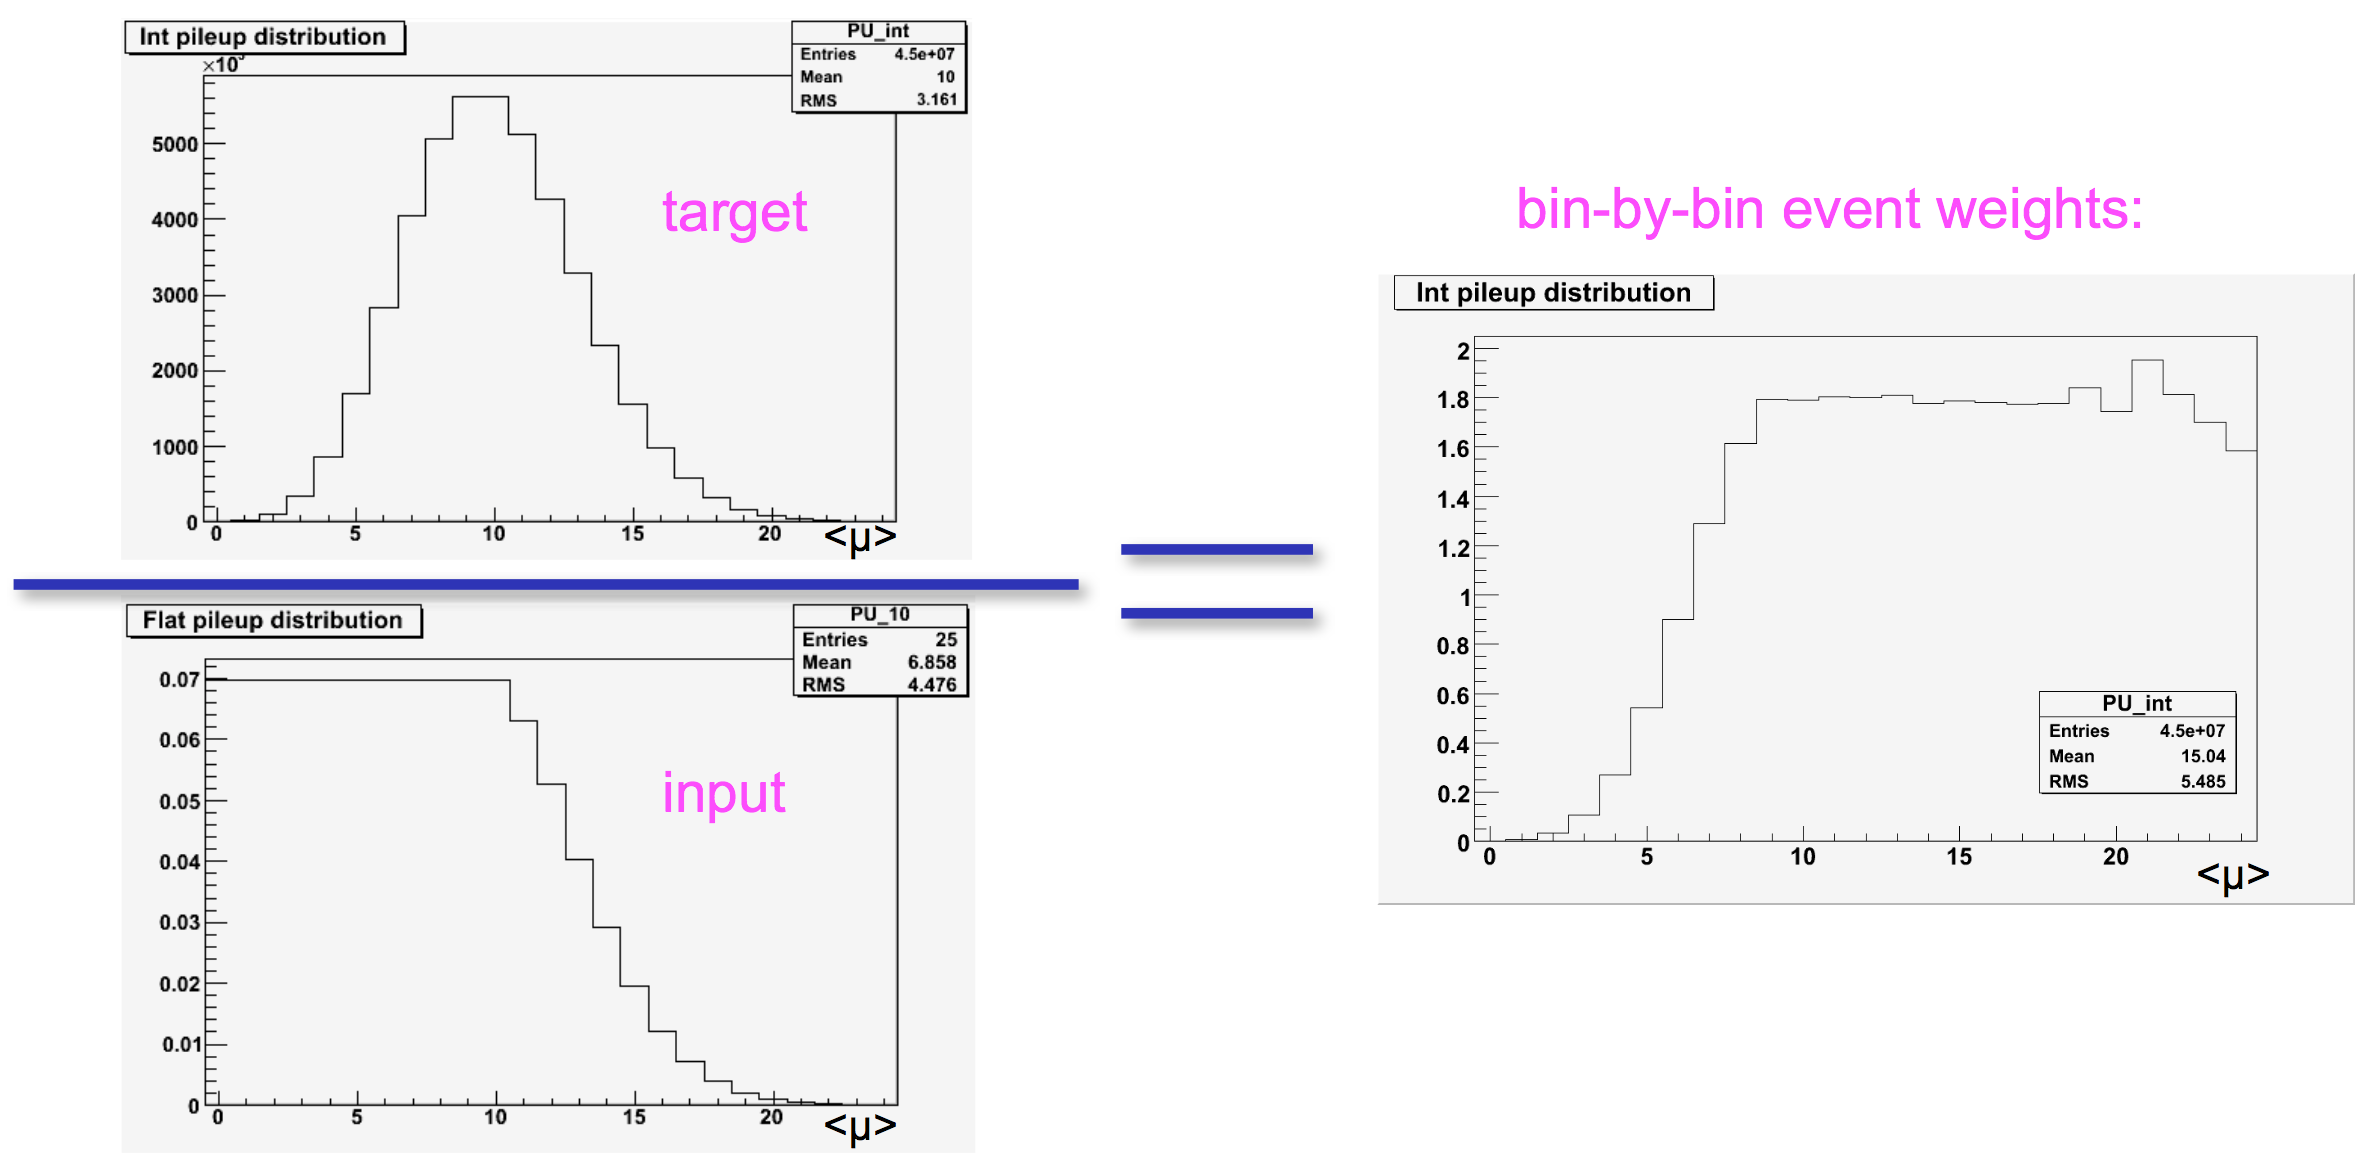 Int pileup distribution
PU_int
Entries 4.5e+07
Mean 10
RMS 3.161
×10³
5000
4000
3000
2000
1000
0
0 5 10 15 20
<μ>
target
Flat pileup distribution
PU_10
Entries 25
Mean 6.858
RMS 4.476
0.07
0.06
0.05
0.04
0.03
0.02
0.01
0
0 5 10 15 20
<μ>
input
bin-by-bin event weights:
Int pileup distribution
2
1.8
1.6
1.4
1.2
1
0.8
0.6
0.4
0.2
0
PU_int
Entries 4.5e+07
Mean 15.04
RMS 5.485
0 5 10 15 20
<μ>